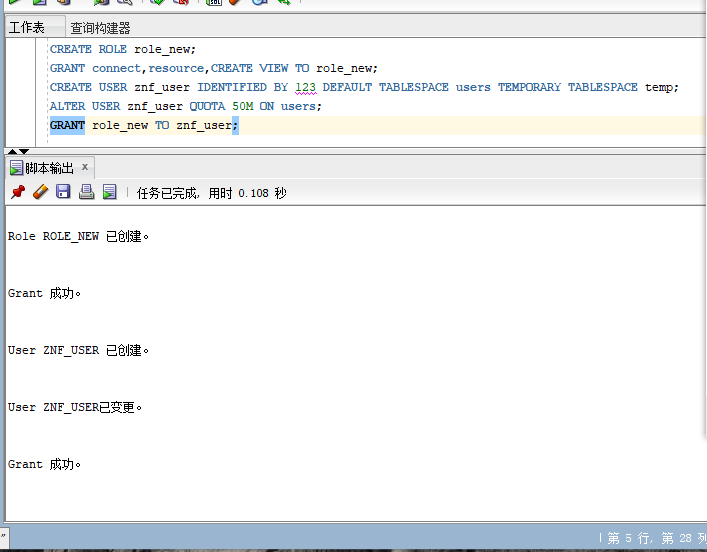 工作表 查询构建器
CREATE ROLE role_new;
GRANT connect,resource,CREATE VIEW TO role_new;
CREATE USER znf_user IDENTIFIED BY 123 DEFAULT TABLESPACE users TEMPORARY TABLESPACE temp;
ALTER USER znf_user QUOTA 50M ON users;
GRANT role_new TO znf_user;
脚本输出 x
任务已完成, 用时 0.108 秒
Role ROLE_NEW 已创建。
Grant 成功。
User ZNF_USER 已创建。
User ZNF_USER已变更。
Grant 成功。
第 5 行, 第 28 列